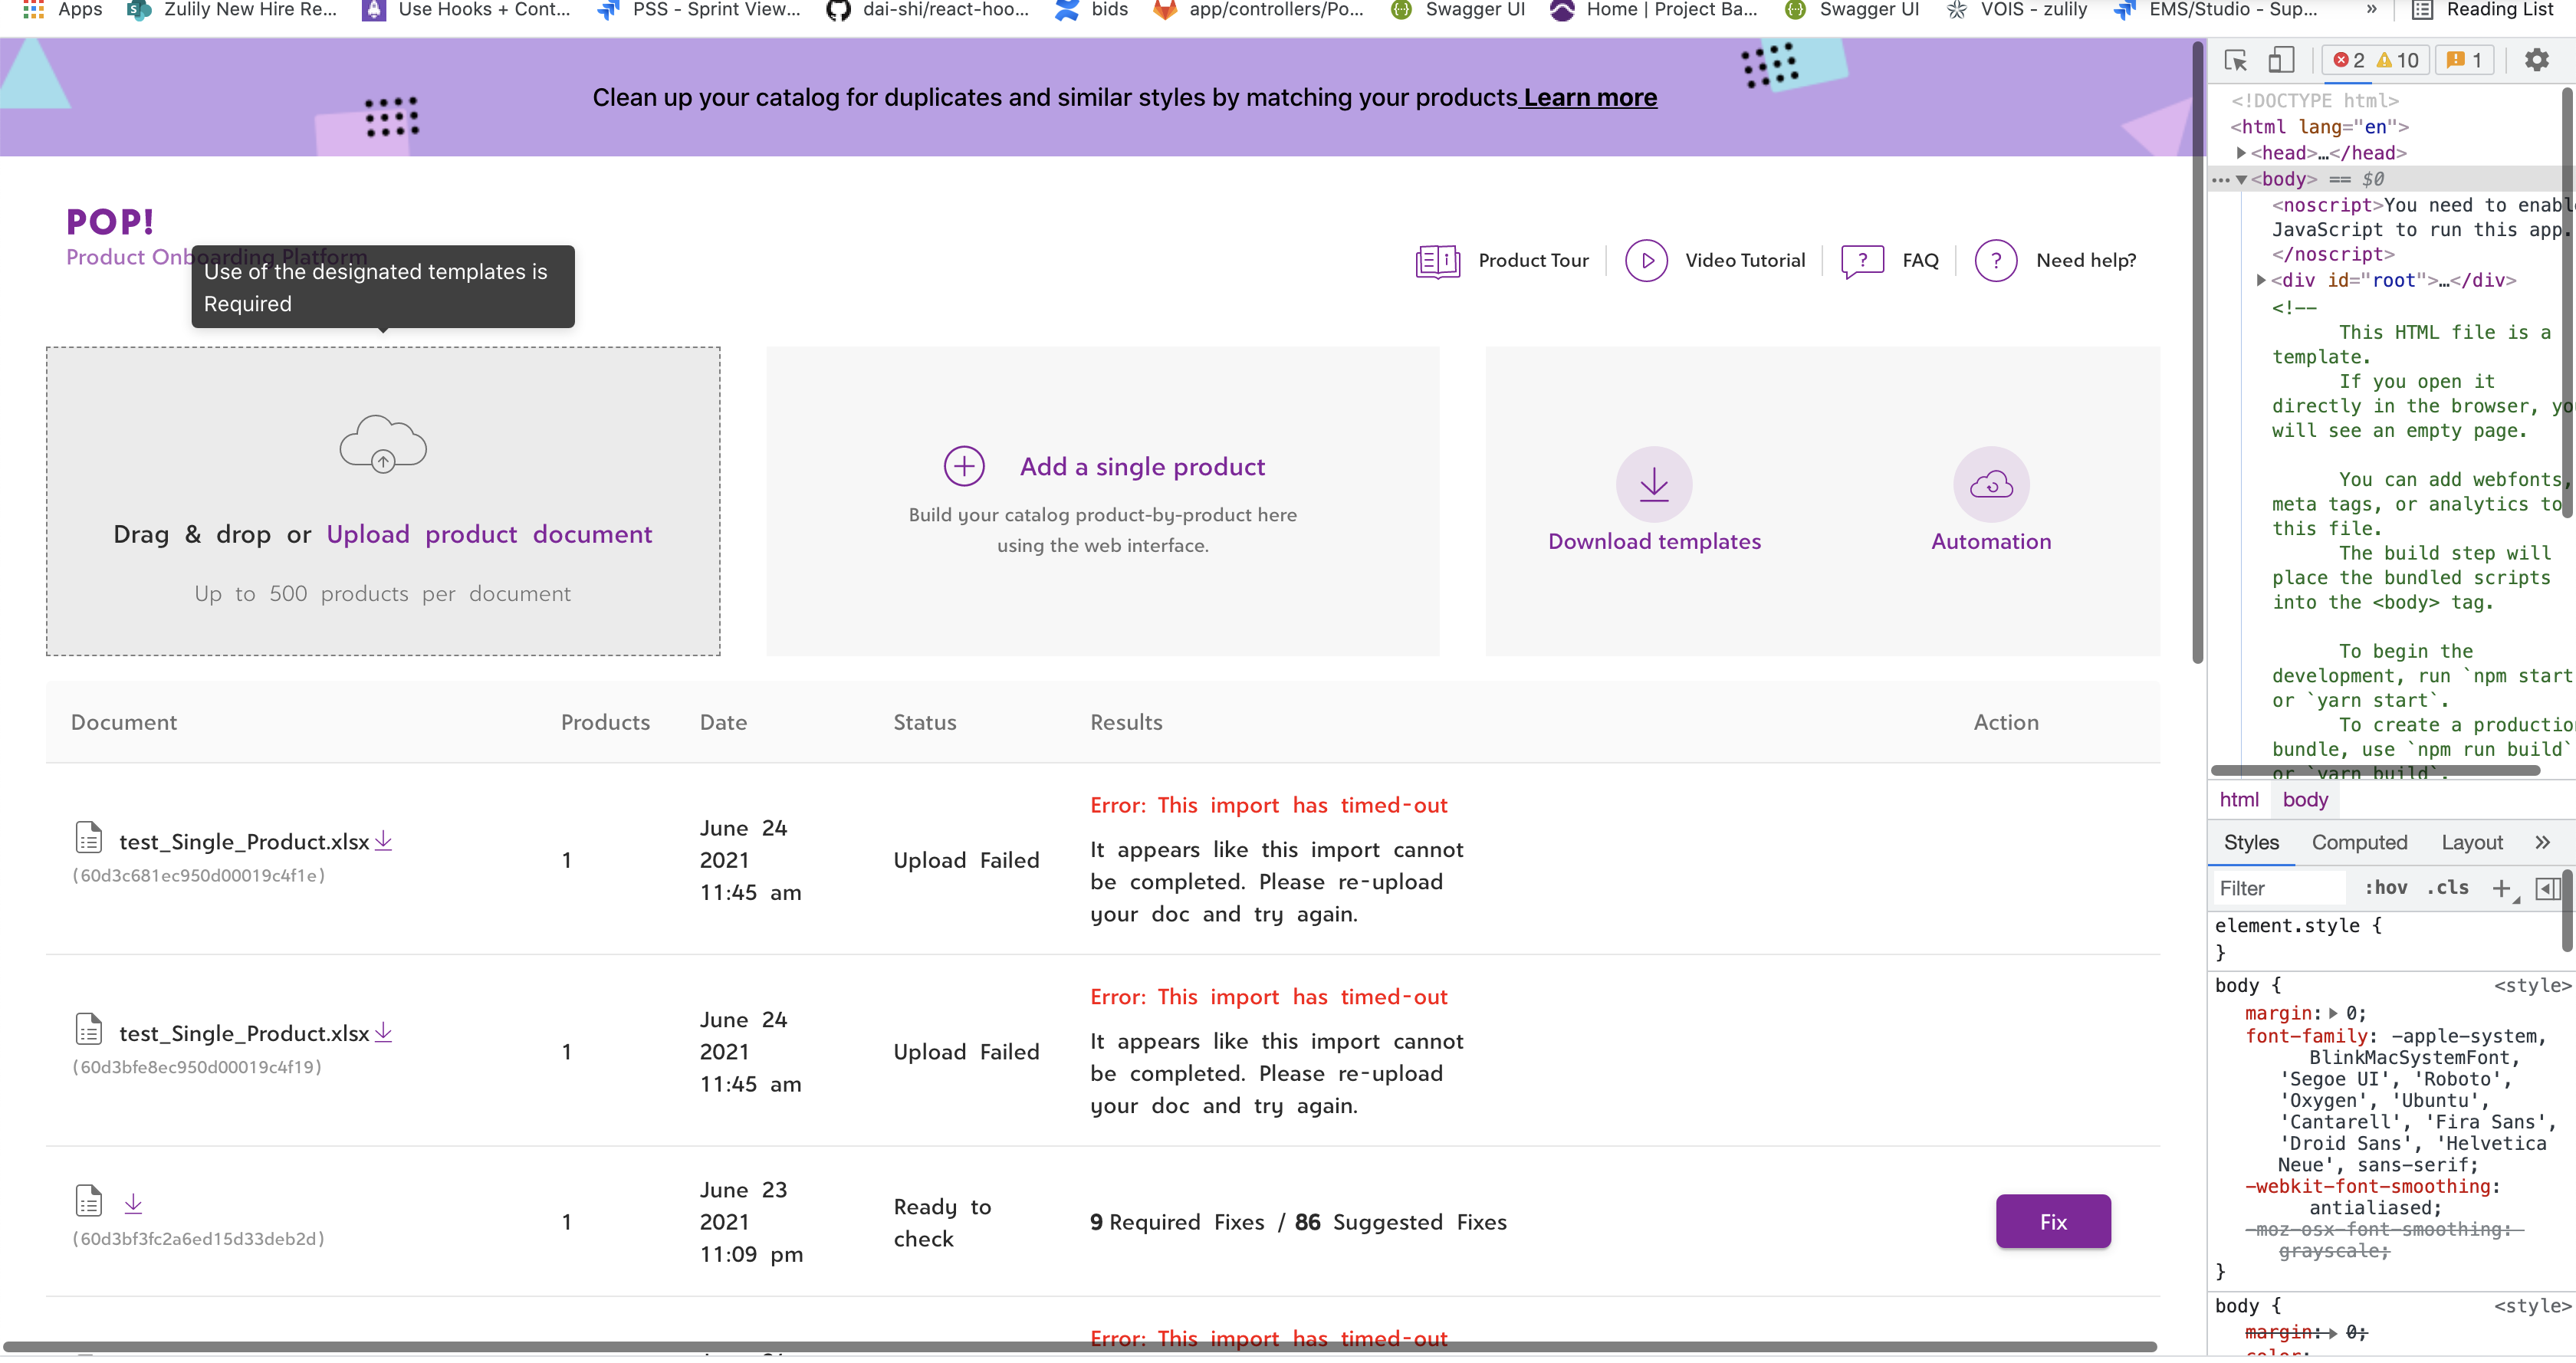 Apps
Zulily New Hire Re...
Use Hooks + Cont...
PSS - Sprint View...
dai-shi/react-hoo...
bids
app/controllers/Po...
Swagger UI
Home | Project Ba...
Swagger UI
VOIS - zulily
EMS/Studio - Sup...
»
Reading List
Clean up your catalog for duplicates and similar styles by matching your products Learn more
POP!
Product Onboarding Platform
Use of the designated templates is
Required
Product Tour
Video Tutorial
FAQ
Need help?
Drag & drop or Upload product document
Up to 500 products per document
Add a single product
Build your catalog product-by-product here
using the web interface.
Download templates
Automation
Document Products Date Status Results Action
test_Single_Product.xlsx
(60d3c681ec950d00019c4f1e)
1
June 24
2021
11:45 am
Upload Failed
Error: This import has timed-out
It appears like this import cannot
be completed. Please re-upload
your doc and try again.
test_Single_Product.xlsx
(60d3bfe8ec950d00019c4f19)
1
June 24
2021
11:45 am
Upload Failed
Error: This import has timed-out
It appears like this import cannot
be completed. Please re-upload
your doc and try again.
(60d3bf3fc2a6ed15d33deb2d)
1
June 23
2021
11:09 pm
Ready to
check
9 Required Fixes / 86 Suggested Fixes
Fix
Error: This import has timed-out
2 10 1
<!DOCTYPE html>
<html lang="en">
<head>…</head>
<body> == $0
<noscript>You need to enabl
JavaScript to run this app.
</noscript>
<div id="root">…</div>
<!--
This HTML file is a
template.
If you open it
directly in the browser, yo
will see an empty page.
You can add webfonts,
meta tags, or analytics to
this file.
The build step will
place the bundled scripts
into the <body> tag.
To begin the
development, run `npm start
or `yarn start`.
To create a productio
bundle, use `npm run build`
or `yarn build`.
html body
Styles Computed Layout »
Filter :hov .cls +
element.style {
}
body { <style>
margin: 0;
font-family: -apple-system,
BlinkMacSystemFont,
'Segoe UI', 'Roboto',
'Oxygen', 'Ubuntu',
'Cantarell', 'Fira Sans',
'Droid Sans', 'Helvetica
Neue', sans-serif;
-webkit-font-smoothing:
antialiased;
-moz-osx-font-smoothing:
grayscale;
}
body { <style>
margin: 0;
color: